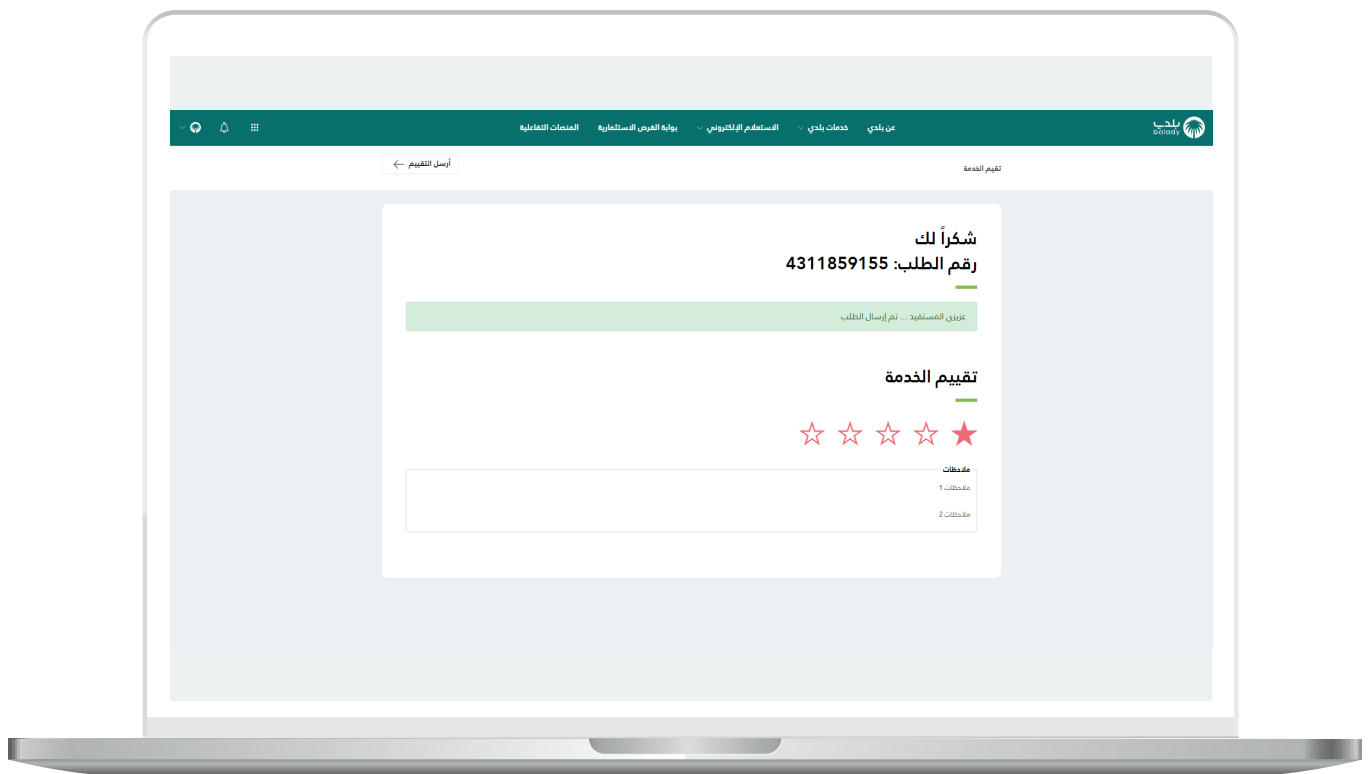 بلدي
balady
عن بلدي
خدمات بلدي
الاستعلام الإلكتروني
بوابة الفرص الاستثمارية
المنصات التفاعلية
تقيم الخدمة
أرسل التقييم
شكراً لك
رقم الطلب: 4311859155
عزيزى المستفيد ... تم إرسال الطلب
تقييم الخدمة
ملاحظات
ملاحظات 1
ملاحظات 2